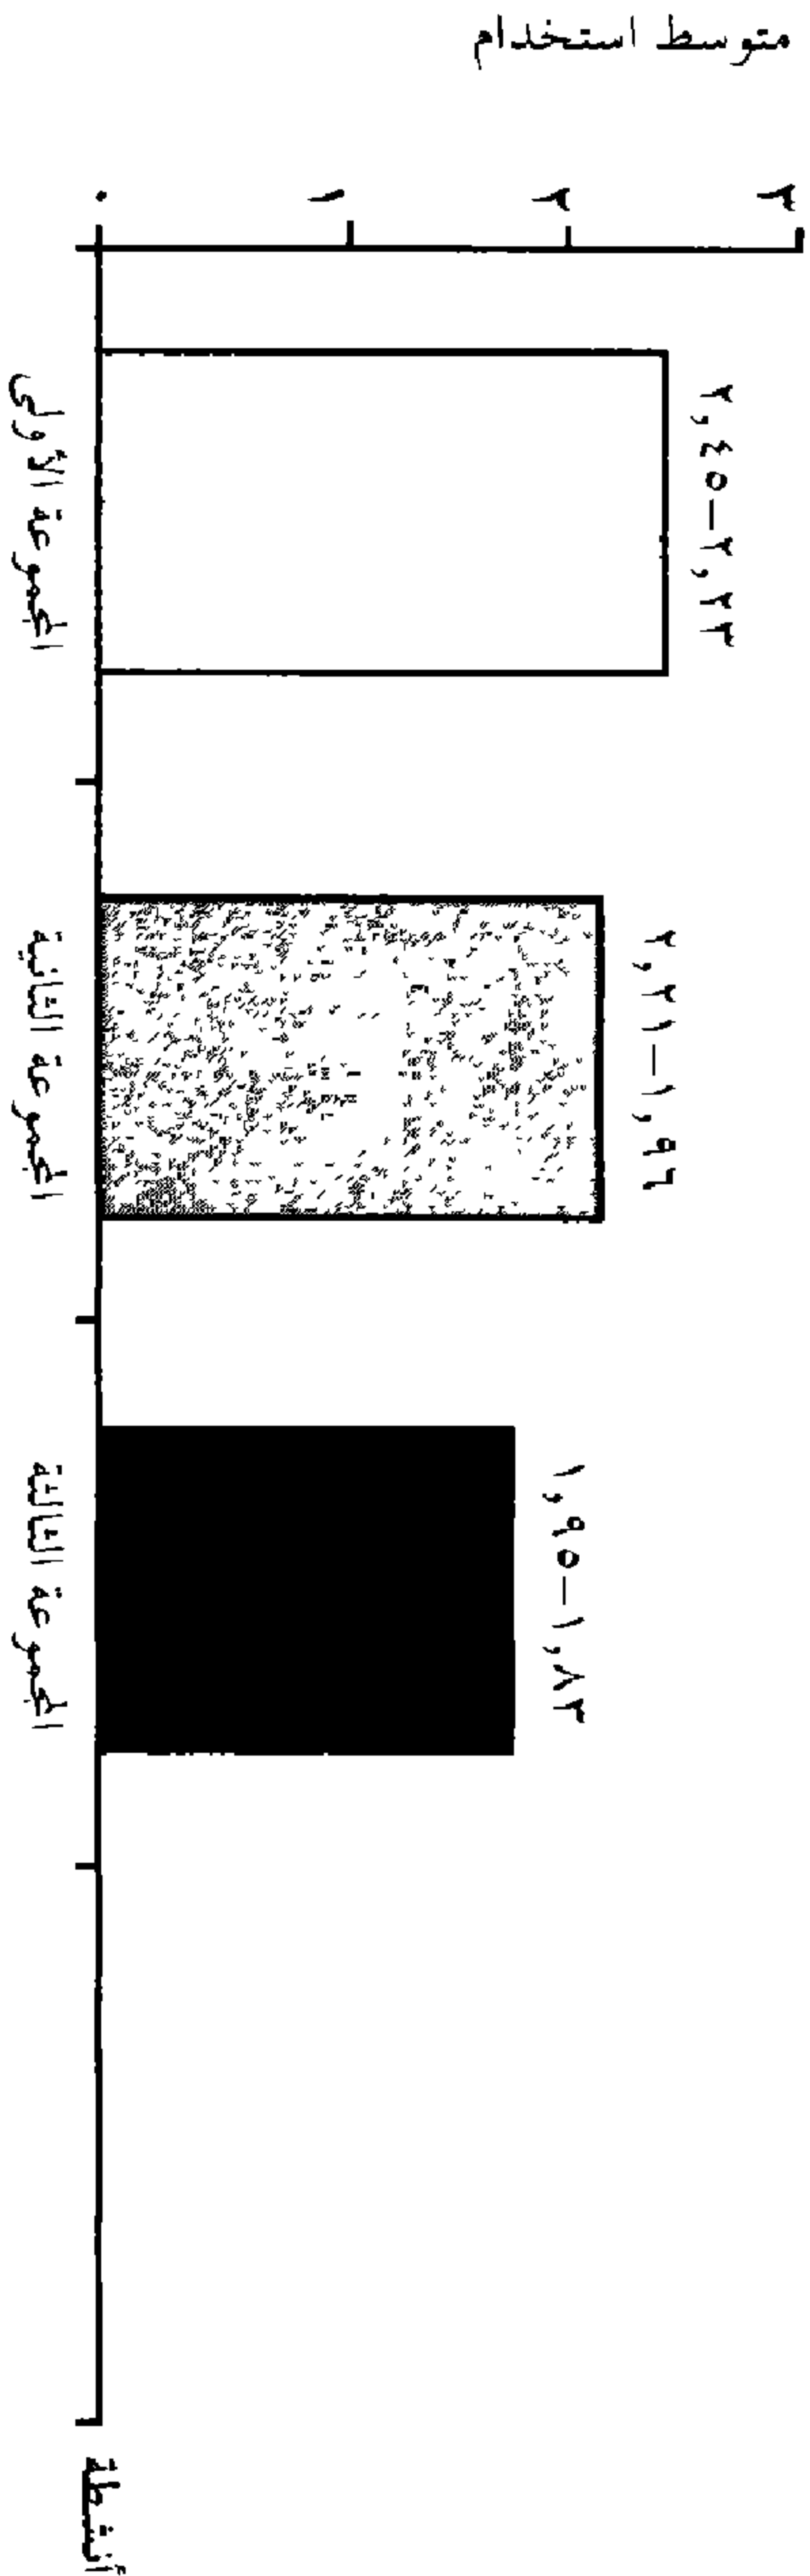 متوسط استخدام
٣
٢
١
٠
٢,٤٥–٢,٢٣
٢,٢١–١,٩٦
١,٩٥–١,٨٣
المجموعة الأولى
المجموعة الثانية
المجموعة الثالثة
أنشطة